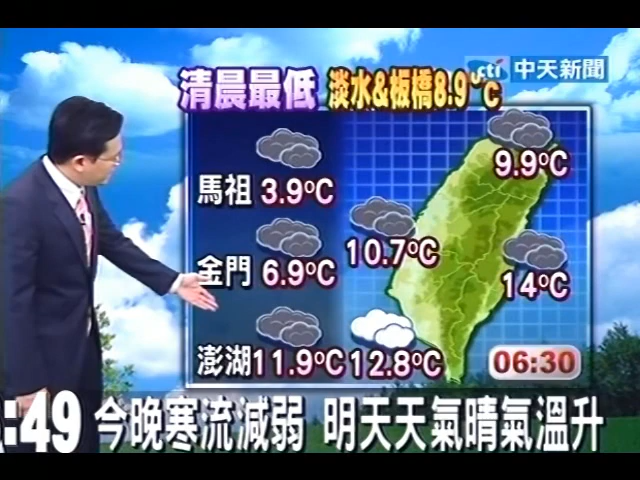 cti 中天新聞
清晨最低 淡水&板橋8.9℃
9.9℃
馬祖 3.9℃
10.7℃
金門 6.9℃
14℃
澎湖 11.9℃ 12.8℃
06:30
:49 今晚寒流減弱 明天天氣晴氣溫升